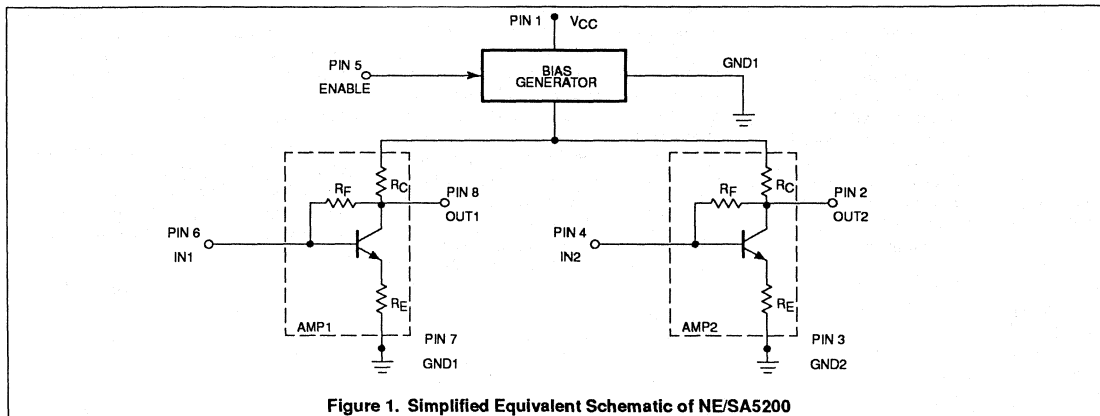 PIN 1 VCC
PIN 5
ENABLE
BIAS
GENERATOR
GND1
RF
RC
PIN 8
OUT1
PIN 6
IN1
RE
AMP1
PIN 7
GND1
RF
RC
PIN 2
OUT2
PIN 4
IN2
RE
AMP2
PIN 3
GND2
Figure 1. Simplified Equivalent Schematic of NE/SA5200